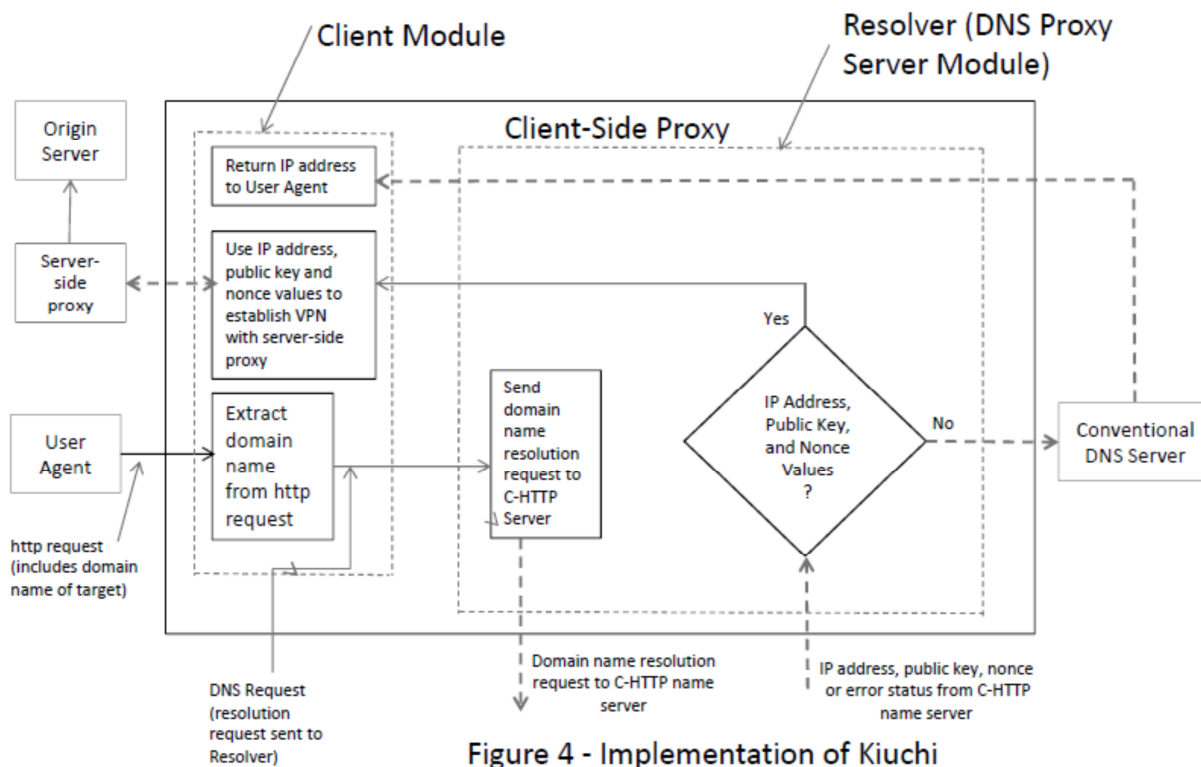 Client Module
Resolver (DNS Proxy
Server Module)
Client-Side Proxy
Origin
Server
Return IP address
to User Agent
Server-
side
proxy
Use IP address,
public key and
nonce values to
establish VPN
with server-side
proxy
Yes
User
Agent
Extract
domain
name
from http
request
Send
domain
name
resolution
request to
C-HTTP
Server
IP Address,
Public Key,
and Nonce
Values
?
No
Conventional
DNS Server
http request
(includes domain
name of target)
DNS Request
(resolution
request sent to
Resolver)
Domain name resolution
request to C-HTTP name
server
IP address, public key, nonce
or error status from C-HTTP
name server
Figure 4 - Implementation of Kiuchi